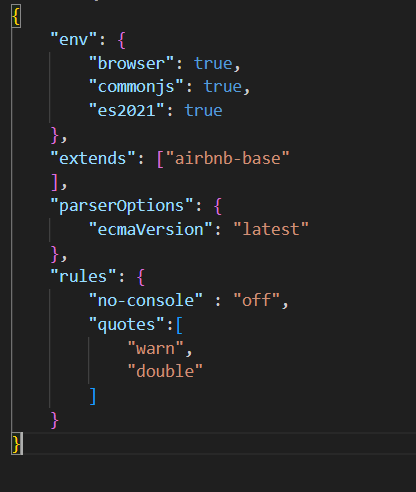 {
    "env": {
        "browser": true,
        "commonjs": true,
        "es2021": true
    },
    "extends": ["airbnb-base"
    ],
    "parserOptions": {
        "ecmaVersion": "latest"
    },
    "rules": {
        "no-console" : "off",
        "quotes":[
            "warn",
            "double"
        ]
    }
}